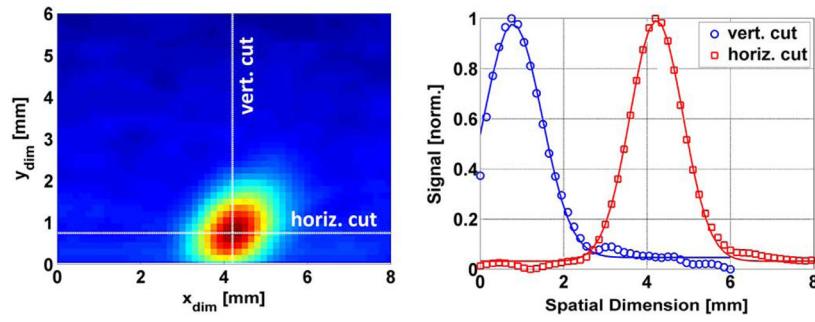 6
5
4
3
2
1
0
y_dim [mm]
vert. cut
horiz. cut
0 2 4 6 8
x_dim [mm]
1
0.8
0.6
0.4
0.2
0
Signal [norm.]
vert. cut
horiz. cut
0 2 4 6 8
Spatial Dimension [mm]